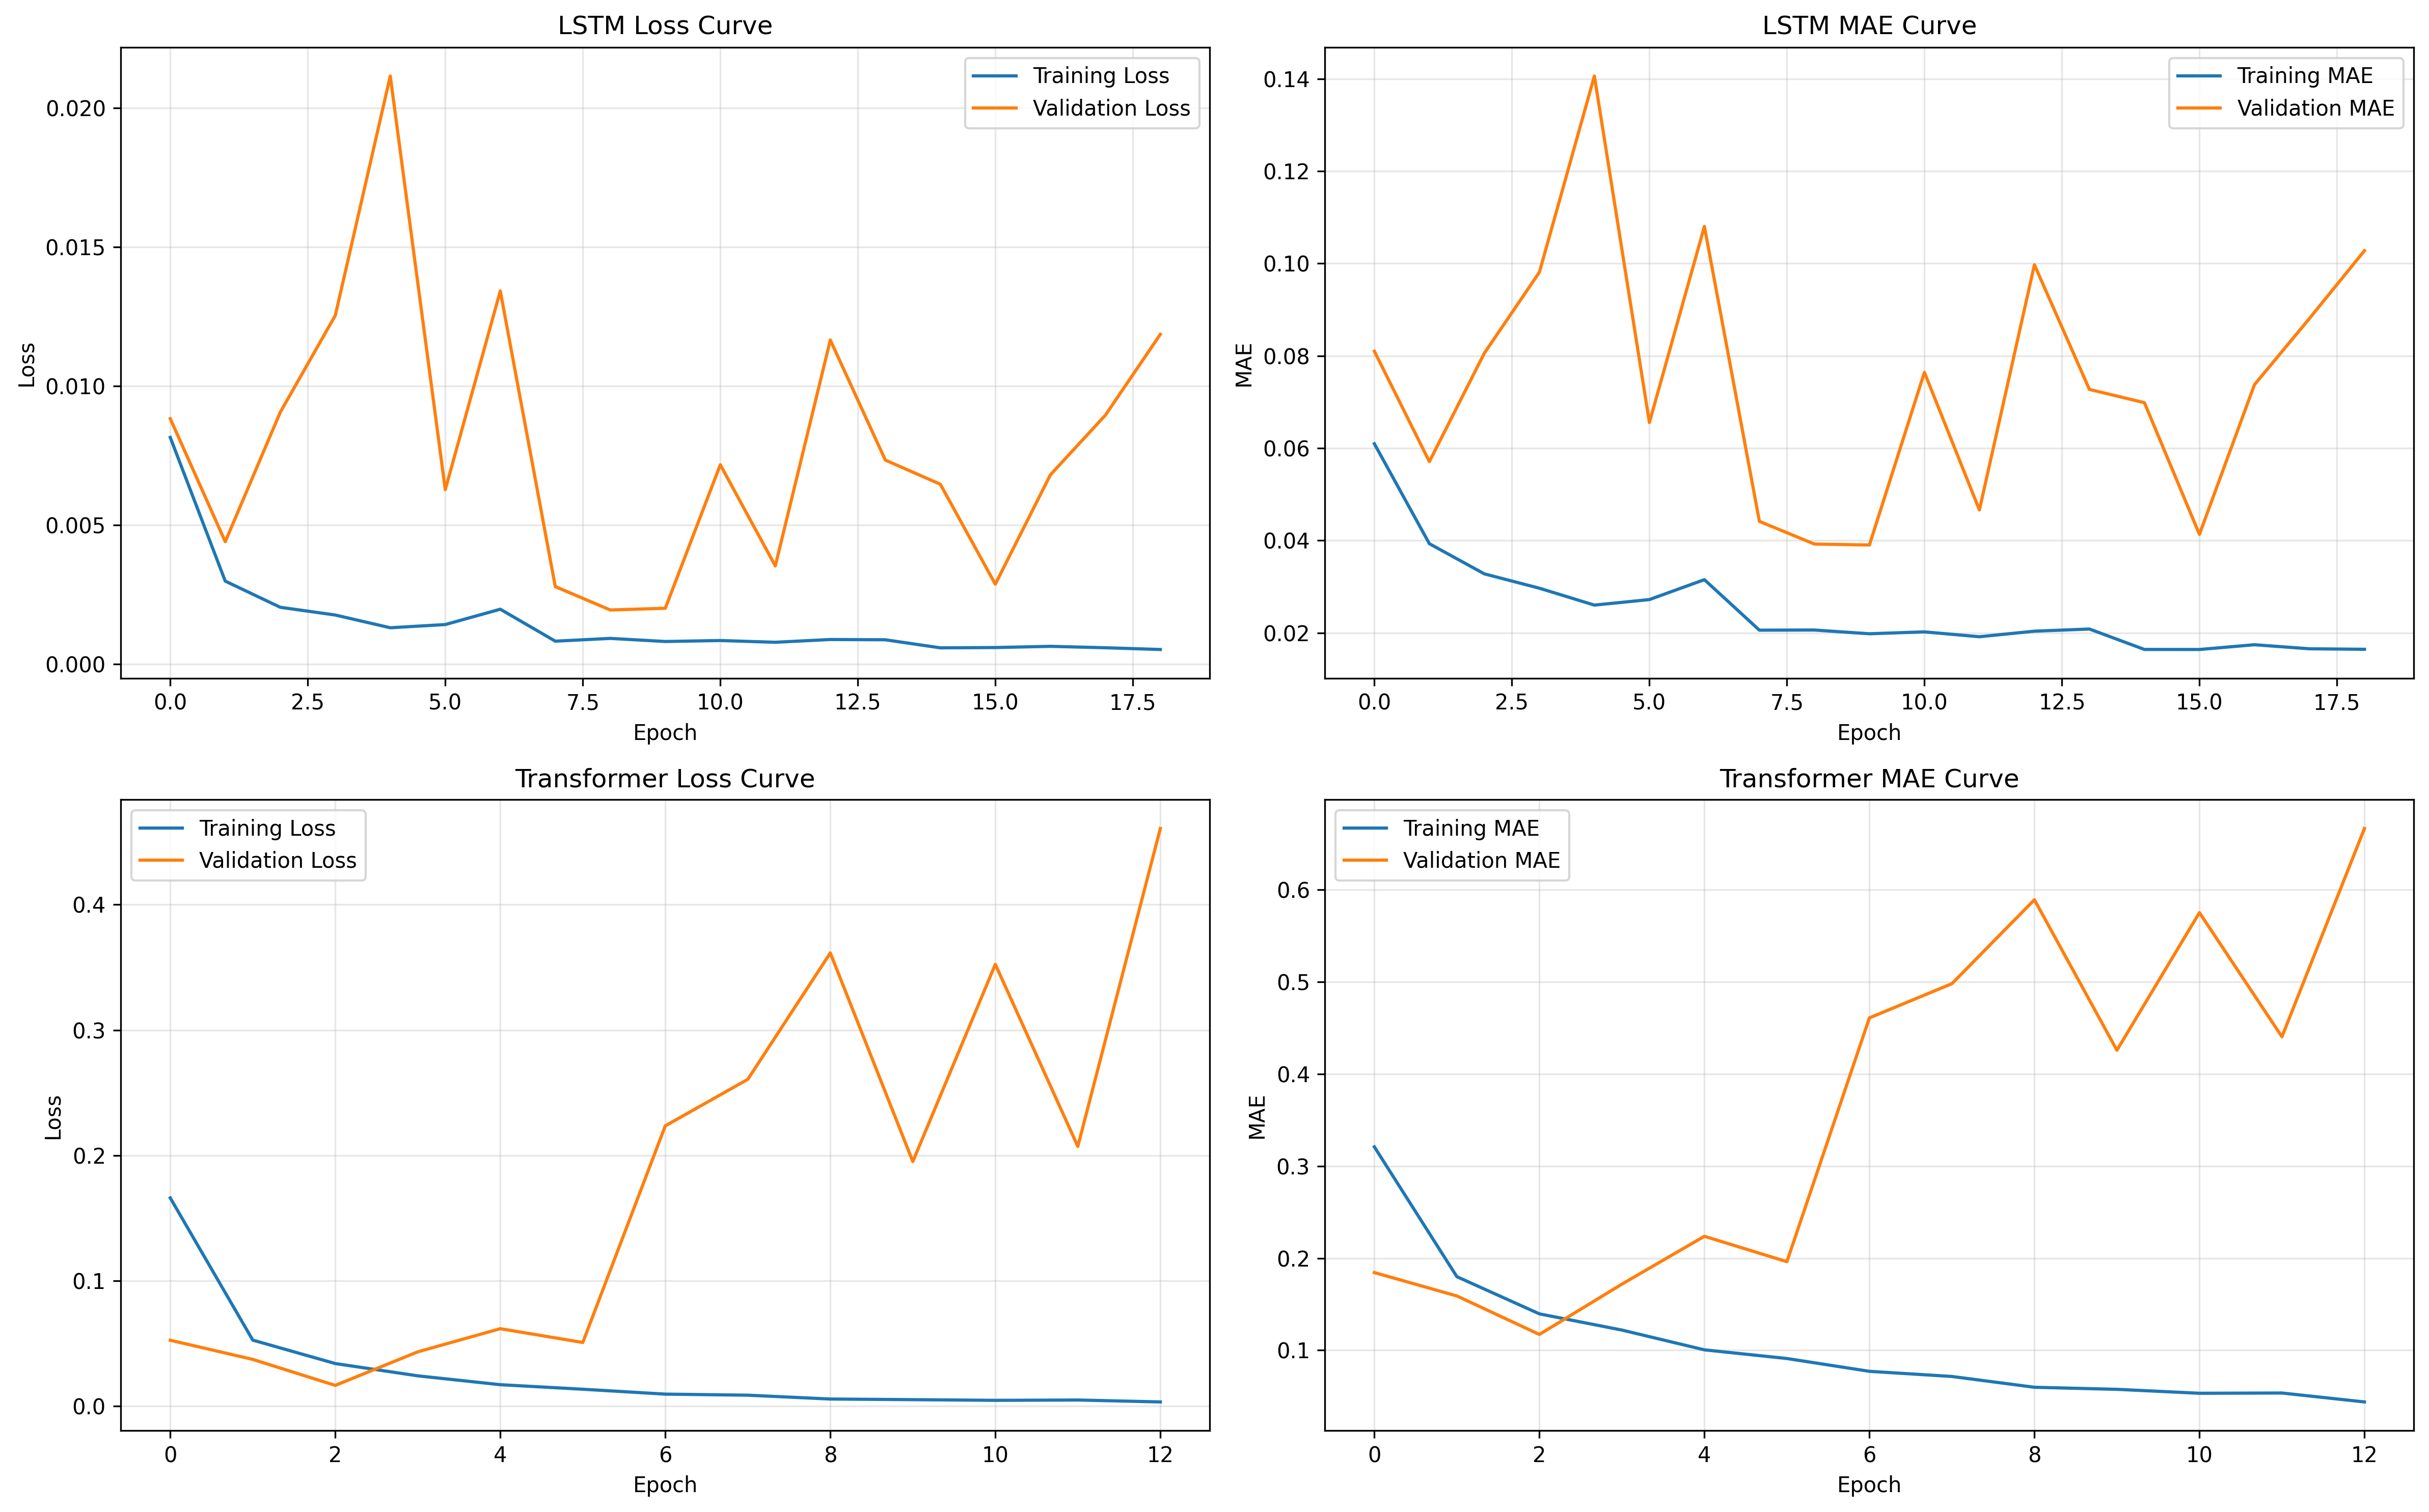 LSTM Loss Curve
Training Loss
Validation Loss
0.020
0.015
0.010
0.005
0.000
Loss
0.0 2.5 5.0 7.5 10.0 12.5 15.0 17.5
Epoch
LSTM MAE Curve
Training MAE
Validation MAE
0.14
0.12
0.10
0.08
0.06
0.04
0.02
MAE
0.0 2.5 5.0 7.5 10.0 12.5 15.0 17.5
Epoch
Transformer Loss Curve
Training Loss
Validation Loss
0.4
0.3
0.2
0.1
0.0
Loss
0 2 4 6 8 10 12
Epoch
Transformer MAE Curve
Training MAE
Validation MAE
0.6
0.5
0.4
0.3
0.2
0.1
MAE
0 2 4 6 8 10 12
Epoch